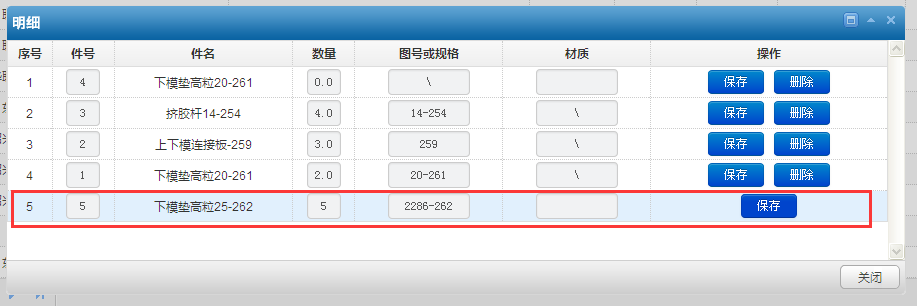 明细
序号 件号 件名 数量 图号或规格 材质 操作
1 4 下模垫高粒20-261 0.0 \ 保存 删除
2 3 挤胶杆14-254 4.0 14-254 \ 保存 删除
3 2 上下模连接板-259 3.0 259 \ 保存 删除
4 1 下模垫高粒20-261 2.0 20-261 \ 保存 删除
5 5 下模垫高粒25-262 5 2286-262 保存
关闭